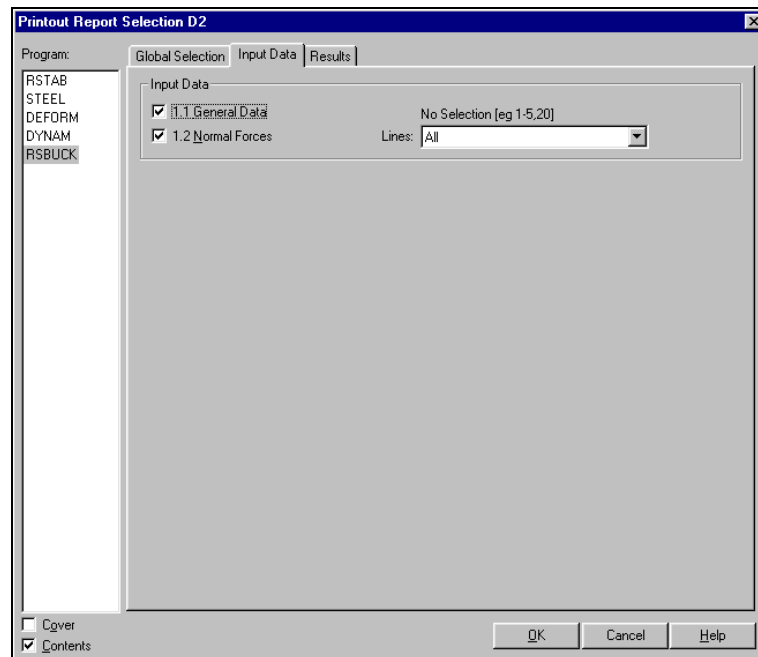 Printout Report Selection D2
Program:
Global Selection Input Data Results
RSTAB
STEEL
DEFORM
DYNAM
RSBUCK
Input Data
1.1 General Data
No Selection [eg 1-5,20]
1.2 Normal Forces
Lines: All
Cover
Contents
OK Cancel Help